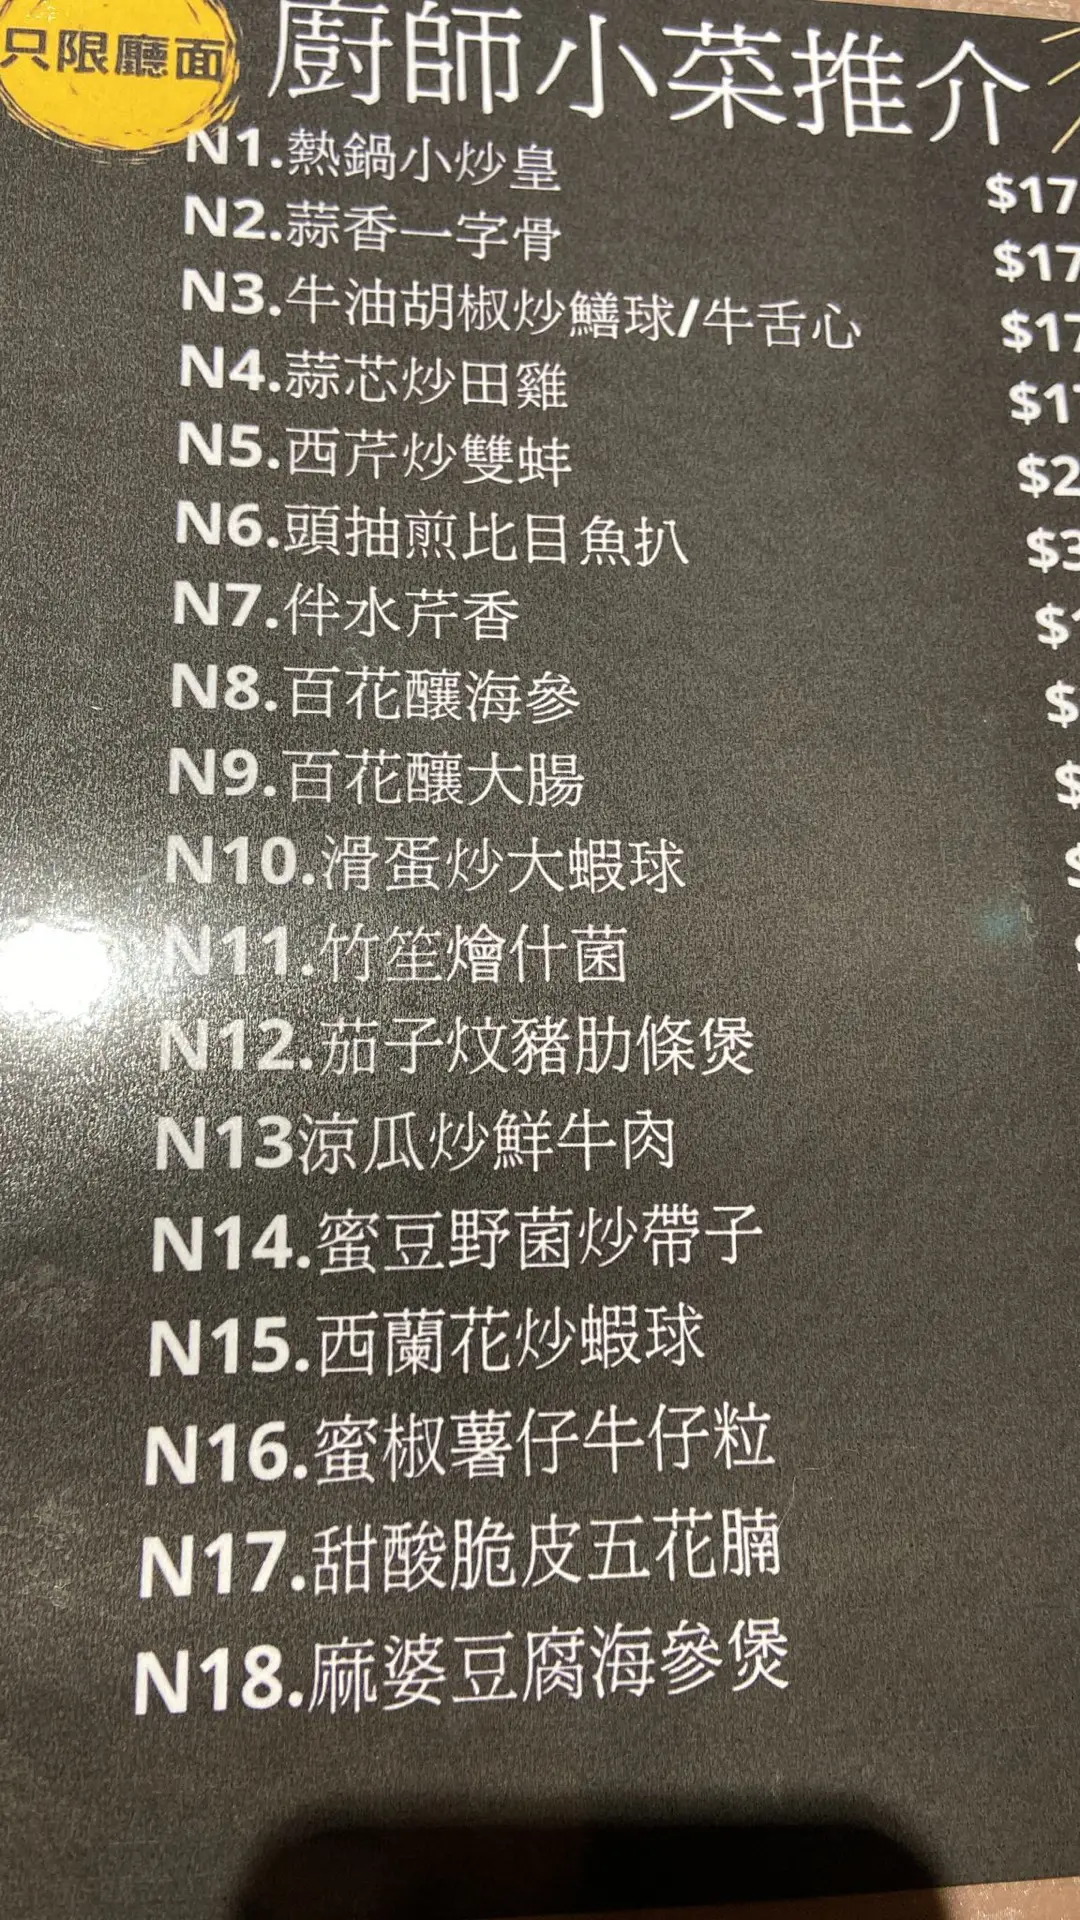 只限廳面
廚師小菜推介
N1.熱鍋小炒皇 $17
N2.蒜香一字骨 $17
N3.牛油胡椒炒鱔球/牛舌心 $17
N4.蒜芯炒田雞 $1
N5.西芹炒雙蚌 $2
N6.頭抽煎比目魚扒 $3
N7.伴水芹香 $
N8.百花釀海參 $
N9.百花釀大腸 $
N10.滑蛋炒大蝦球
N11.竹笙燴什菌
N12.茄子炆豬肋條煲
N13涼瓜炒鮮牛肉
N14.蜜豆野菌炒帶子
N15.西蘭花炒蝦球
N16.蜜椒薯仔牛仔粒
N17.甜酸脆皮五花腩
N18.麻婆豆腐海參煲